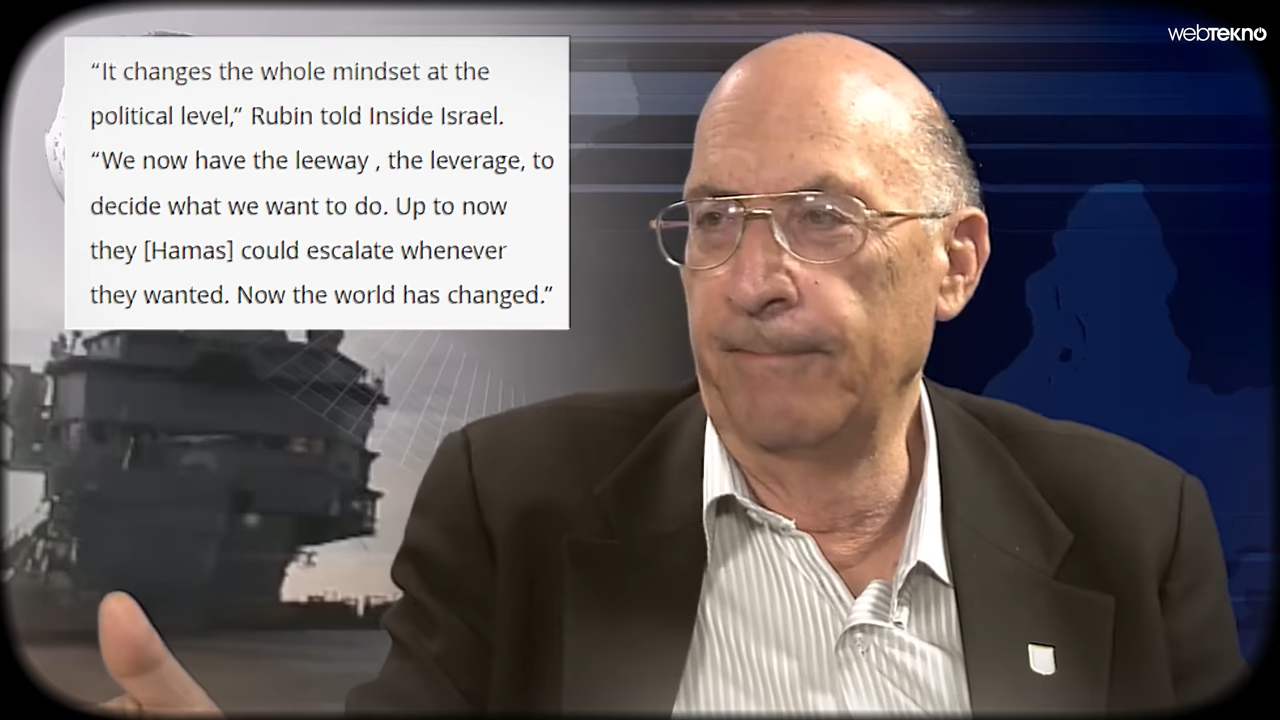 “It changes the whole mindset at the
political level,” Rubin told Inside Israel.
“We now have the leeway , the leverage, to
decide what we want to do. Up to now
they [Hamas] could escalate whenever
they wanted. Now the world has changed.”
webTEKNO